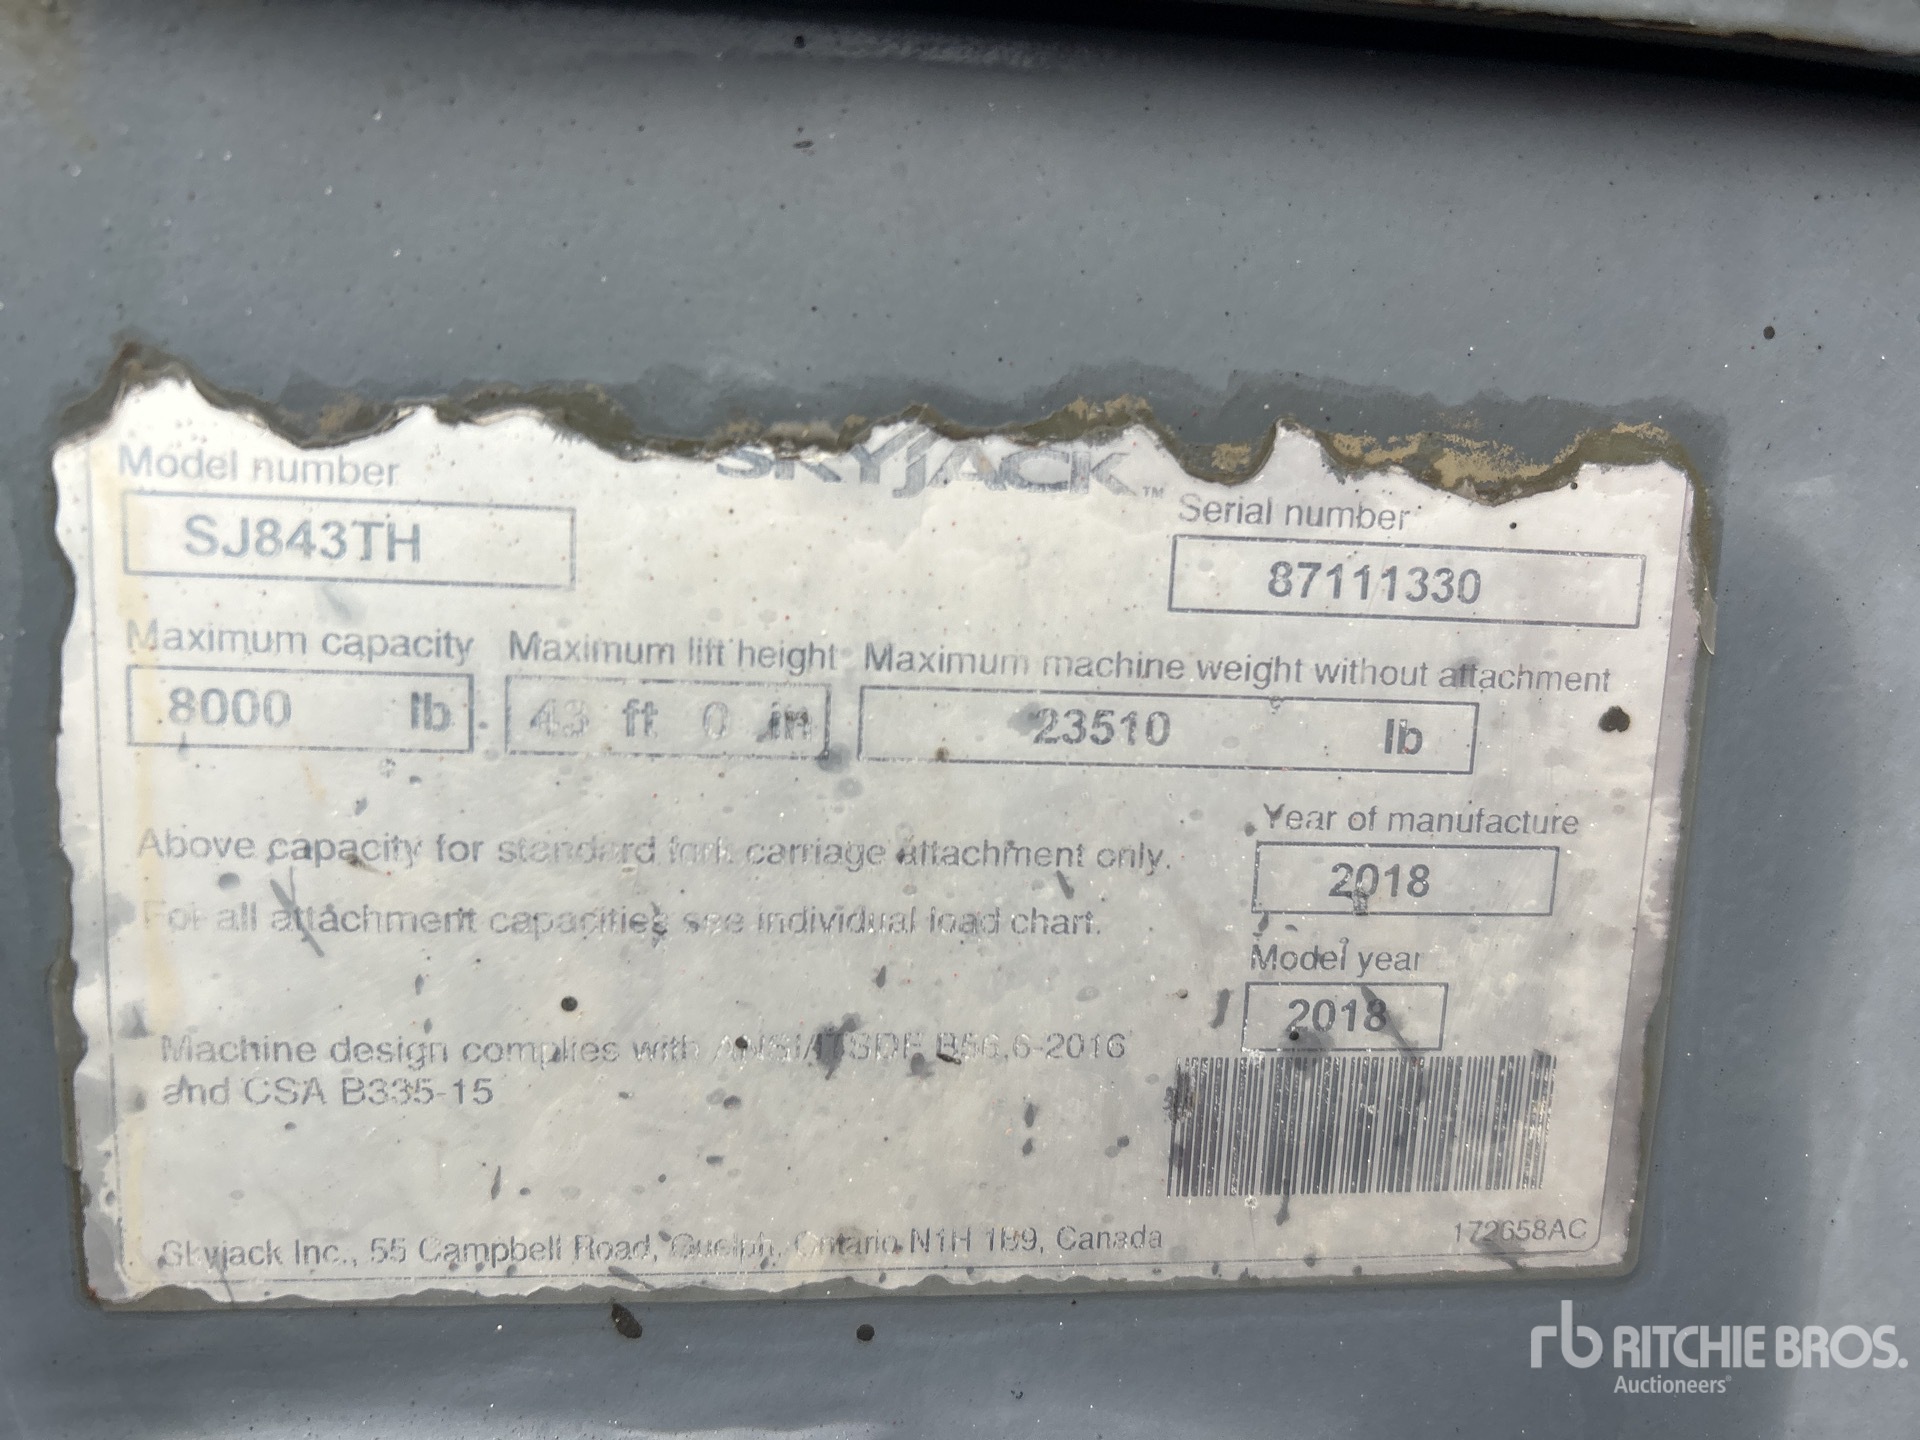 SKYJACK™
Model number
SJ843TH
Serial number
87111330
Maximum capacity
8000 lb
Maximum lift height
43 ft 0 in
Maximum machine weight without attachment
23510 lb
Above capacity for standard fork carriage attachment only.
For all attachment capacities see individual load chart.
Year of manufacture
2018
Model year
2018
Machine design complies with ANSI/ITSDF B56.6-2016
and CSA B335-15
Skyjack Inc., 55 Campbell Road, Guelph, Ontario N1H 1B9, Canada
172658AC
rb RITCHIE BROS.
Auctioneers®